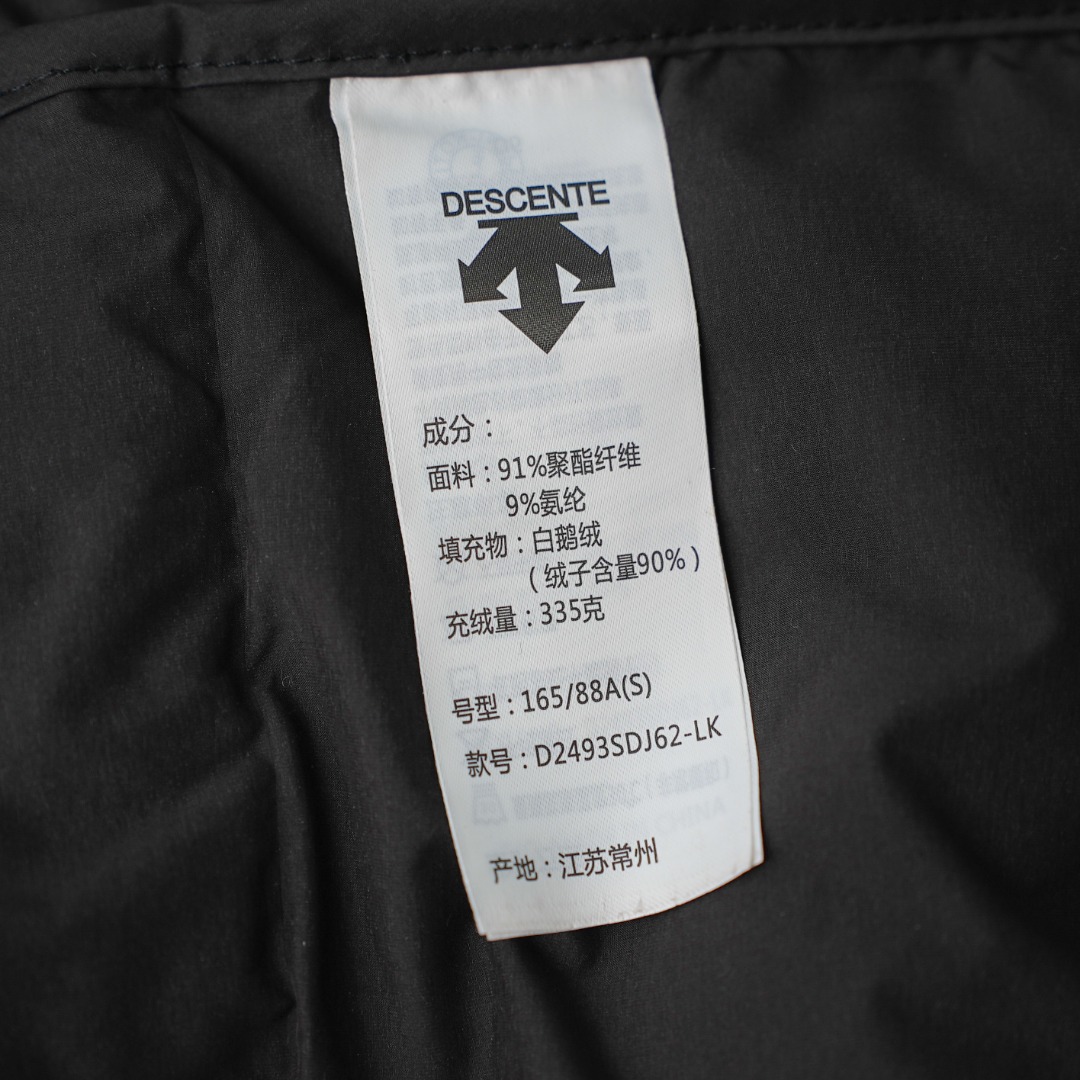 DESCENTE
成分：
面料：91%聚酯纤维
9%氨纶
填充物：白鹅绒
（绒子含量90%）
充绒量：335克
号型：165/88A(S)
款号：D2493SDJ62-LK
产地：江苏常州